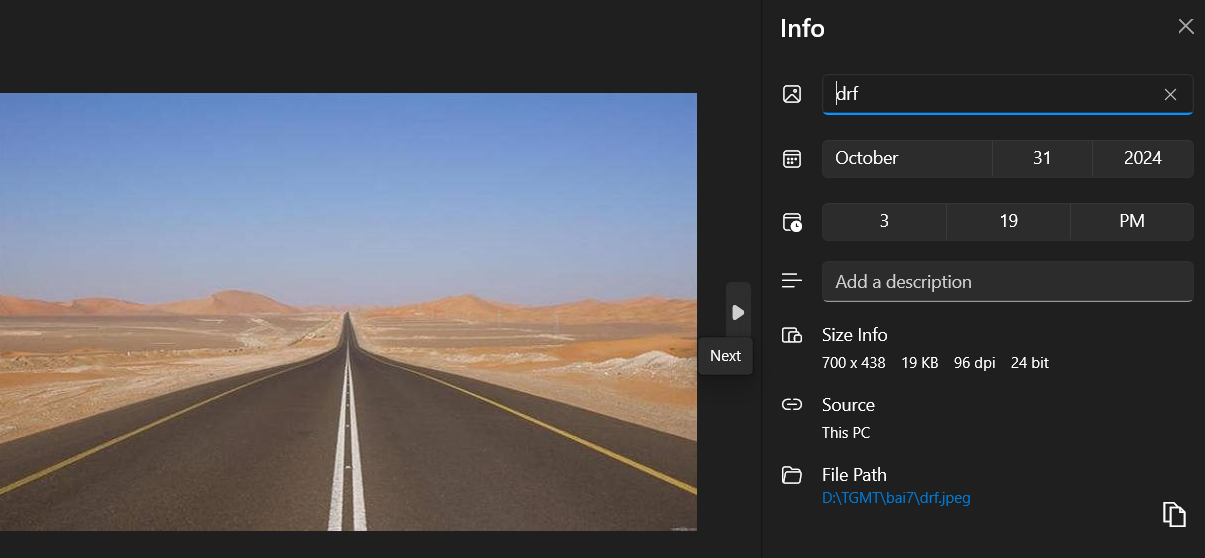 Info
drf
October 31 2024
3 19 PM
Add a description
Next
Size Info
700 x 438 19 KB 96 dpi 24 bit
Source
This PC
File Path
D:\TGMT\bai7\drf.jpeg